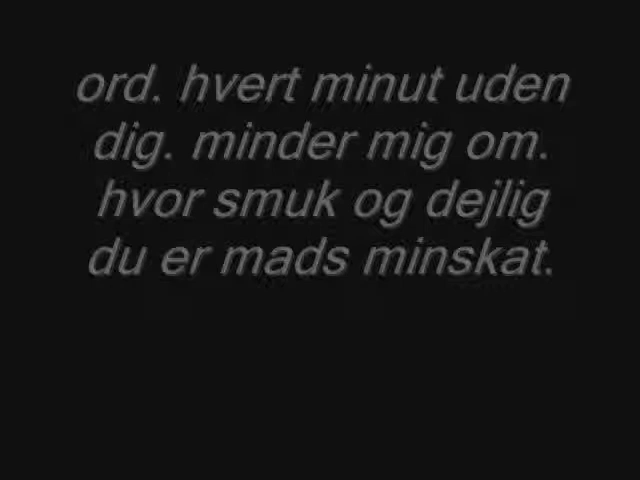 ord. hvert minut uden
dig. minder mig om.
hvor smuk og dejlig
du er mads minskat.